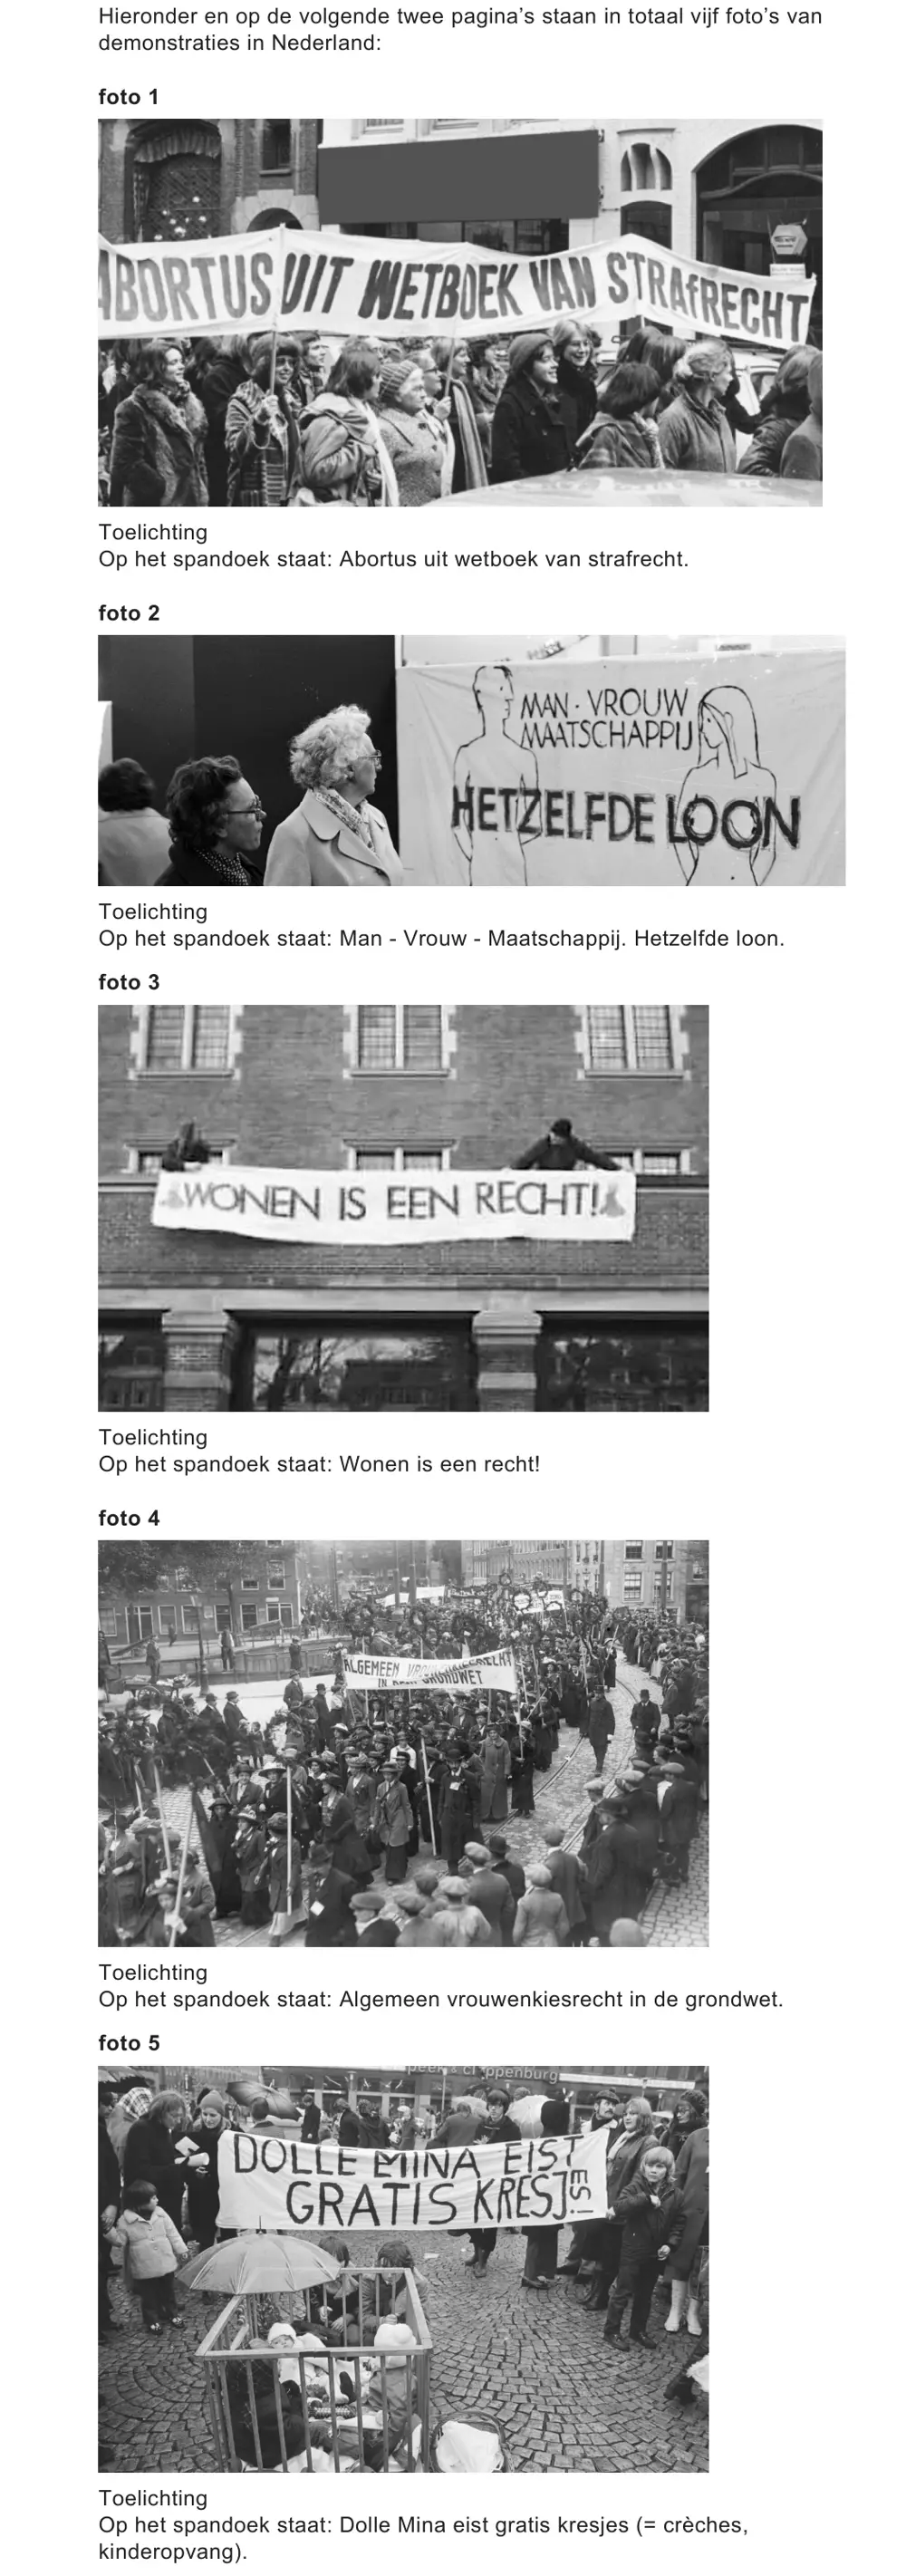 Hieronder en op de volgende twee pagina’s staan in totaal vijf foto’s van
demonstraties in Nederland:
foto 1
ABORTUS UIT WETBOEK VAN STRAfRECHT
Toelichting
Op het spandoek staat: Abortus uit wetboek van strafrecht.
foto 2
MAN · VROUW
MAATSCHAPPIJ
HETZELFDE LOON
Toelichting
Op het spandoek staat: Man - Vrouw - Maatschappij. Hetzelfde loon.
foto 3
WONEN IS EEN RECHT!
Toelichting
Op het spandoek staat: Wonen is een recht!
foto 4
ALGEMEEN VROUWENKIESRECHT
IN DE GRONDWET
Toelichting
Op het spandoek staat: Algemeen vrouwenkiesrecht in de grondwet.
foto 5
DOLLE MINA EIST
GRATIS KRESJES!
Toelichting
Op het spandoek staat: Dolle Mina eist gratis kresjes (= crèches,
kinderopvang).